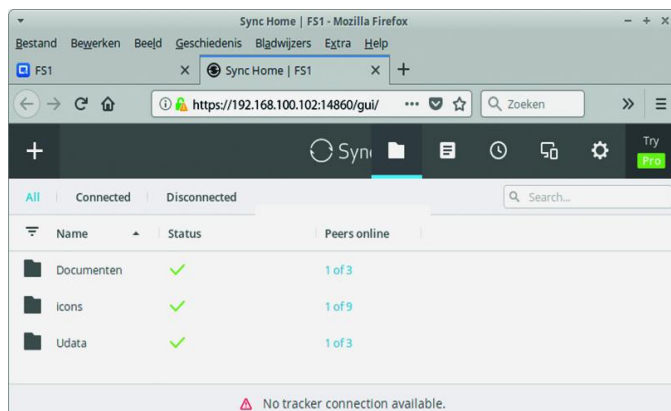 Sync Home | FS1 - Mozilla Firefox
Bestand Bewerken Beeld Geschiedenis Bladwijzers Extra Help
FS1
Sync Home | FS1
https://192.168.100.102:14860/gui/
Zoeken
Sync
Try
Pro
All Connected Disconnected
Search...
Name Status Peers online
Documenten 1 of 3
icons 1 of 9
Udata 1 of 3
No tracker connection available.